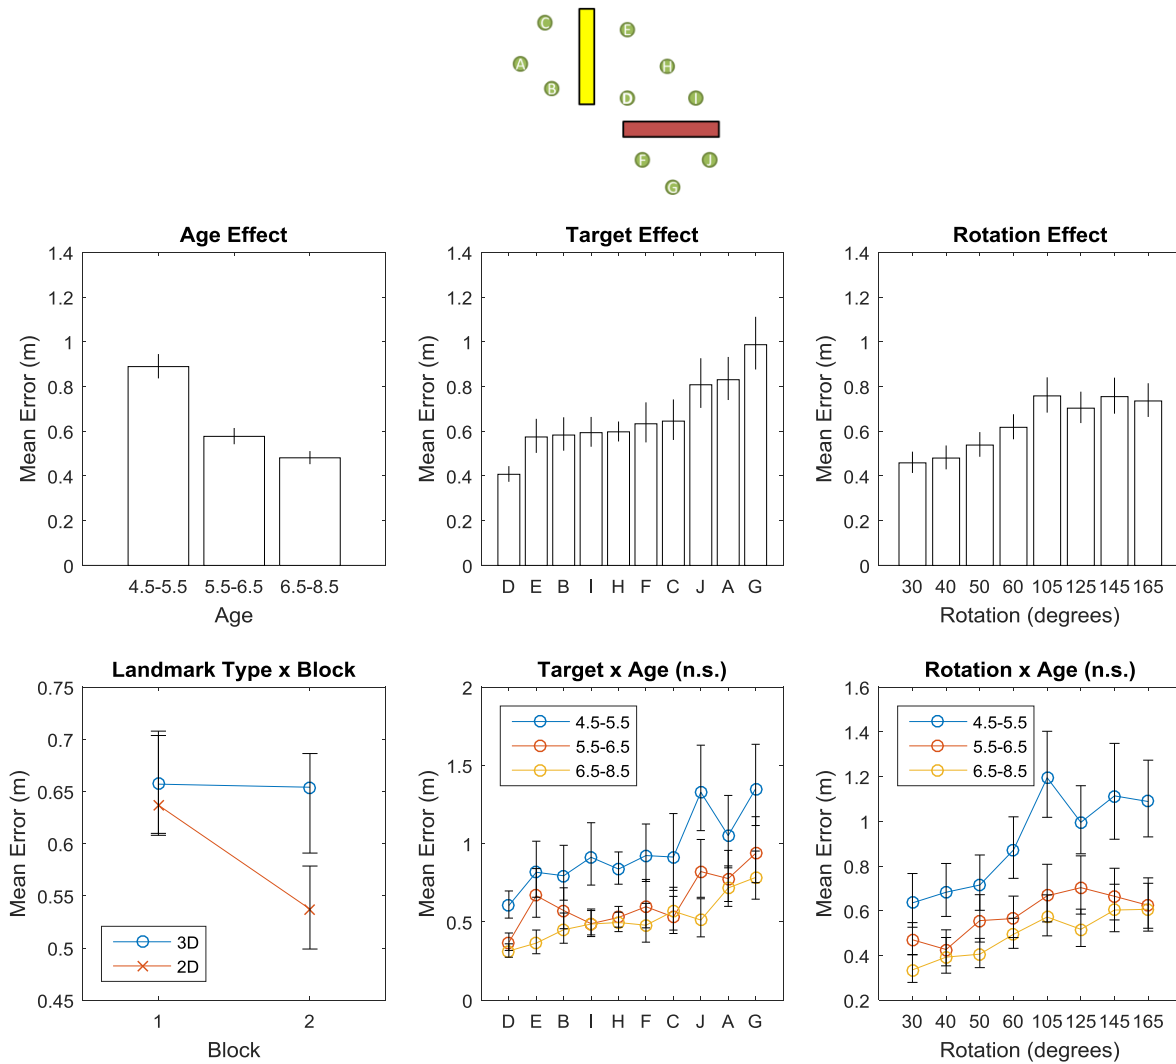 C
E
A
H
B
D
I
F
J
G
Age Effect
Mean Error (m)
1.4
1.2
1
0.8
0.6
0.4
0.2
0
4.5-5.5 5.5-6.5 6.5-8.5
Age
Target Effect
Mean Error (m)
1.4
1.2
1
0.8
0.6
0.4
0.2
0
D E B I H F C J A G
Rotation Effect
Mean Error (m)
1.4
1.2
1
0.8
0.6
0.4
0.2
0
30 40 50 60 105 125 145 165
Rotation (degrees)
Landmark Type x Block
Mean Error (m)
0.75
0.7
0.65
0.6
0.55
0.5
0.45
3D
2D
1 2
Block
Target x Age (n.s.)
Mean Error (m)
2
1.5
1
0.5
0
4.5-5.5
5.5-6.5
6.5-8.5
D E B I H F C J A G
Rotation x Age (n.s.)
Mean Error (m)
1.6
1.4
1.2
1
0.8
0.6
0.4
0.2
4.5-5.5
5.5-6.5
6.5-8.5
30 40 50 60 105 125 145 165
Rotation (degrees)